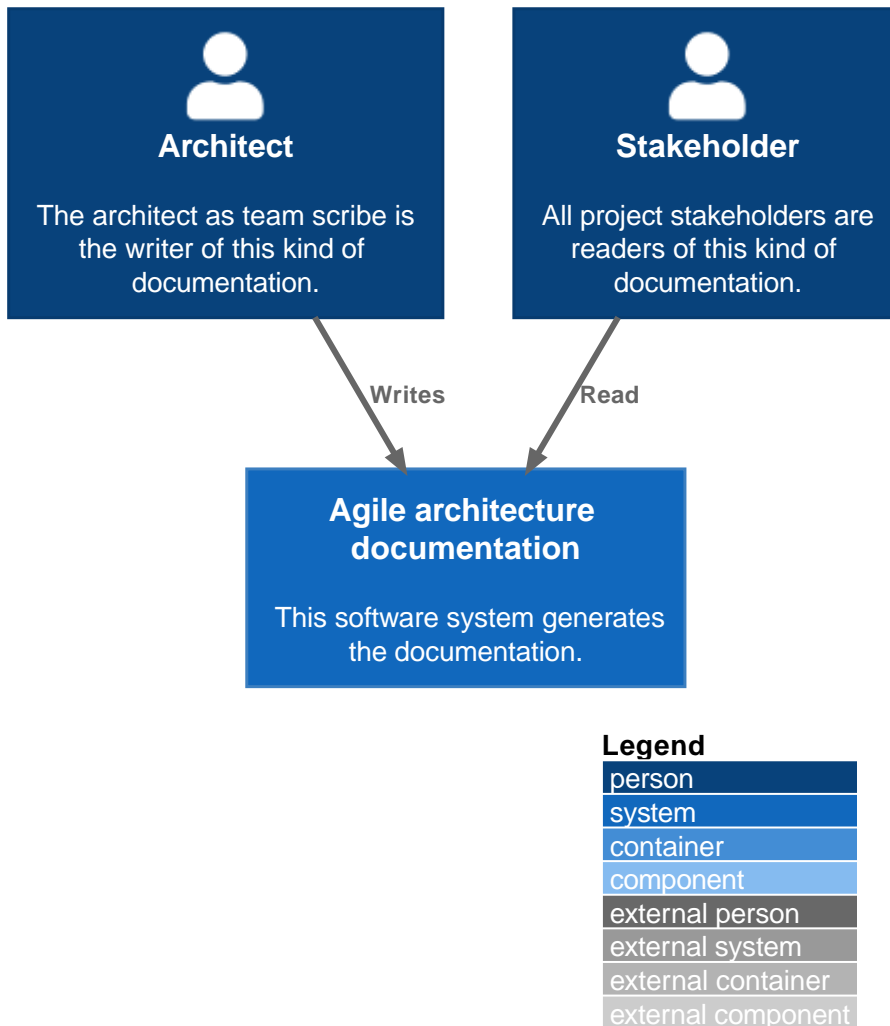 Architect
The architect as team scribe is
the writer of this kind of
documentation.
Stakeholder
All project stakeholders are
readers of this kind of
documentation.
Writes
Read
Agile architecture
documentation
This software system generates
the documentation.
Legend
person
system
container
component
external person
external system
external container
external component